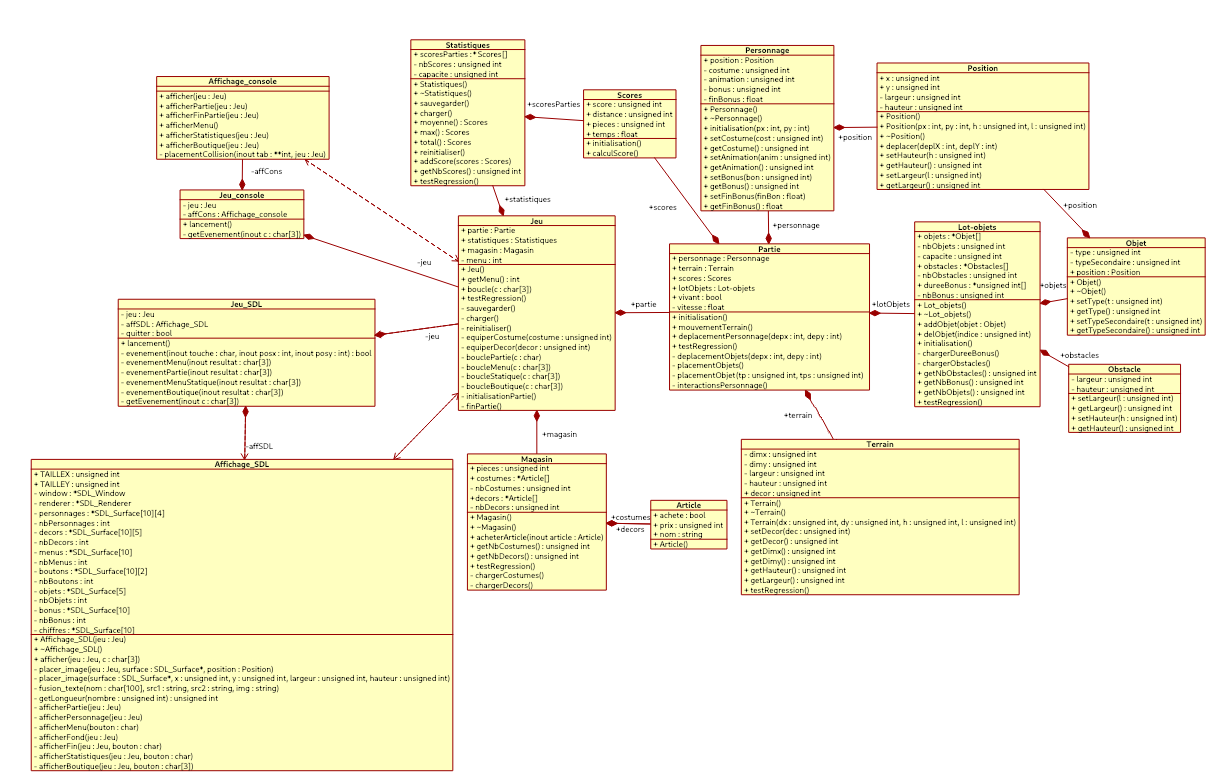 Statistiques
+ scoresParties : * Scores[]
- nbScores : unsigned int
- capacite : unsigned int
+ Statistiques()
+ ~Statistiques()
+ sauvegarder()
+ charger()
+ moyenne() : Scores
+ max() : Scores
+ total() : Scores
+ reinitialiser()
+ addScore(scores : Scores)
+ getNbScores() : unsigned int
+ testRegression()
Affichage_console
+ afficher(jeu : Jeu)
+ afficherPartie(jeu : Jeu)
+ afficherFinPartie(jeu : Jeu)
+ afficherMenu()
+ afficherStatistiques(jeu : Jeu)
+ afficherBoutique(jeu : Jeu)
- placementCollision(inout tab : **int, jeu : Jeu)
-affCons
Jeu_console
- jeu : Jeu
- affCons : Affichage_console
+ lancement()
- getEvenement(inout c : char[3])
-jeu
+scoresParties
Scores
+ score : unsigned int
+ distance : unsigned int
+ pieces : unsigned int
+ temps : float
+ initialisation()
+ calculScore()
+scores
+statistiques
Personnage
+ position : Position
- costume : unsigned int
- animation : unsigned int
- bonus : unsigned int
- finBonus : float
+ Personnage()
+ ~Personnage()
+ initialisation(px : int, py : int)
+ setCostume(cost : unsigned int)
+ getCostume() : unsigned int
+ setAnimation(anim : unsigned int)
+ getAnimation() : unsigned int
+ setBonus(bon : unsigned int)
+ getBonus() : unsigned int
+ setFinBonus(finBon : float)
+ getFinBonus() : float
+personnage
+position
Position
+ x : unsigned int
+ y : unsigned int
- largeur : unsigned int
- hauteur : unsigned int
+ Position()
+ Position(px : int, py : int, h : unsigned int, l : unsigned int)
+ ~Position()
+ deplacer(deplX : int, deplY : int)
+ setHauteur(h : unsigned int)
+ getHauteur() : unsigned int
+ setLargeur(l : unsigned int)
+ getLargeur() : unsigned int
+position
Jeu
+ partie : Partie
+ statistiques : Statistiques
+ magasin : Magasin
- menu : int
+ Jeu()
+ getMenu() : int
+ boucle(c : char[3])
+ testRegression()
- sauvegarder()
- charger()
- reinitialiser()
- equiperCostume(costume : unsigned int)
- equiperDecor(decor : unsigned int)
- bouclePartie(c : char)
- boucleMenu(c : char[3])
- boucleStatique(c : char[3])
- boucleBoutique(c : char[3])
- initialisationPartie()
- finPartie()
+partie
Partie
+ personnage : Personnage
+ terrain : Terrain
+ scores : Scores
+ lotObjets : Lot-objets
+ vivant : bool
- vitesse : float
+ initialisation()
+ mouvementTerrain()
+ deplacementPersonnage(depx : int, depy : int)
+ testRegression()
- deplacementObjets(depx : int, depy : int)
- placementObjets()
- placementObjet(tp : unsigned int, tps : unsigned int)
- interactionsPersonnage()
+lotObjets
Lot-objets
+ objets : *Objet[]
- nbObjets : unsigned int
- capacite : unsigned int
+ obstacles : *Obstacles[]
- nbObstacles : unsigned int
+ dureeBonus : *unsigned int[]
- nbBonus : unsigned int
+ Lot_objets()
+ ~Lot_objets()
+ addObjet(objet : Objet)
+ delObjet(indice : unsigned int)
+ initialisation()
- chargerDureeBonus()
- chargerObstacles()
+ getNbObstacles() : unsigned int
+ getNbBonus() : unsigned int
+ getNbObjets() : unsigned int
+ testRegression()
+objets
Objet
- type : unsigned int
- typeSecondaire : unsigned int
+ position : Position
+ Objet()
+ ~Objet()
+ setType(t : unsigned int)
+ getType() : unsigned int
+ setTypeSecondaire(t : unsigned int)
+ getTypeSecondaire() : unsigned int
+obstacles
Obstacle
- largeur : unsigned int
- hauteur : unsigned int
+ setLargeur(l : unsigned int)
+ getLargeur() : unsigned int
+ setHauteur(h : unsigned int)
+ getHauteur() : unsigned int
Jeu_SDL
- jeu : Jeu
- affSDL : Affichage_SDL
- quitter : bool
+ lancement()
- evenement(inout touche : char, inout posx : int, inout posy : int) : bool
- evenementMenu(inout resultat : char[3])
- evenementPartie(inout resultat : char[3])
- evenementMenuStatique(inout resultat : char[3])
- evenementBoutique(inout resultat : char[3])
- getEvenement(inout c : char[3])
-jeu
-affSDL
Affichage_SDL
+ TAILLEX : unsigned int
+ TAILLEY : unsigned int
- window : *SDL_Window
- renderer : *SDL_Renderer
- personnages : *SDL_Surface[10][4]
- nbPersonnages : int
- decors : *SDL_Surface[10][5]
- nbDecors : int
- menus : *SDL_Surface[10]
- nbMenus : int
- boutons : *SDL_Surface[10][2]
- nbBoutons : int
- objets : *SDL_Surface[5]
- nbObjets : int
- bonus : *SDL_Surface[10]
- nbBonus : int
- chiffres : *SDL_Surface[10]
+ Affichage_SDL(jeu : Jeu)
+ ~Affichage_SDL()
+ afficher(jeu : Jeu, c : char[3])
- placer_image(jeu : Jeu, surface : SDL_Surface*, position : Position)
- placer_image(surface : SDL_Surface*, x : unsigned int, y : unsigned int, largeur : unsigned int, hauteur : unsigned int)
- fusion_texte(nom : char[100], src1 : string, src2 : string, img : string)
- getLongueur(nombre : unsigned int) : unsigned int
- afficherPartie(jeu : Jeu)
- afficherPersonnage(jeu : Jeu)
- afficherMenu(bouton : char)
- afficherFond(jeu : Jeu)
- afficherFin(jeu : Jeu, bouton : char)
- afficherStatistiques(jeu : Jeu, bouton : char)
- afficherBoutique(jeu : Jeu, bouton : char[3])
+magasin
Magasin
+ pieces : unsigned int
+ costumes : *Article[]
- nbCostumes : unsigned int
+decors : *Article[]
- nbDecors : unsigned int
+ Magasin()
+ ~Magasin()
+ acheterArticle(inout article : Article)
+ getNbCostumes() : unsigned int
+ getNbDecors() : unsigned int
+ testRegression()
- chargerCostumes()
- chargerDecors()
+costumes
+decors
Article
+ achete : bool
+ prix : unsigned int
+ nom : string
+ Article()
+terrain
Terrain
- dimx : unsigned int
- dimy : unsigned int
- largeur : unsigned int
- hauteur : unsigned int
+ decor : unsigned int
+ Terrain()
+ ~Terrain()
+ Terrain(dx : unsigned int, dy : unsigned int, h : unsigned int, l : unsigned int)
+ setDecor(dec : unsigned int)
+ getDecor() : unsigned int
+ getDimx() : unsigned int
+ getDimy() : unsigned int
+ getHauteur() : unsigned int
+ getLargeur() : unsigned int
+ testRegression()